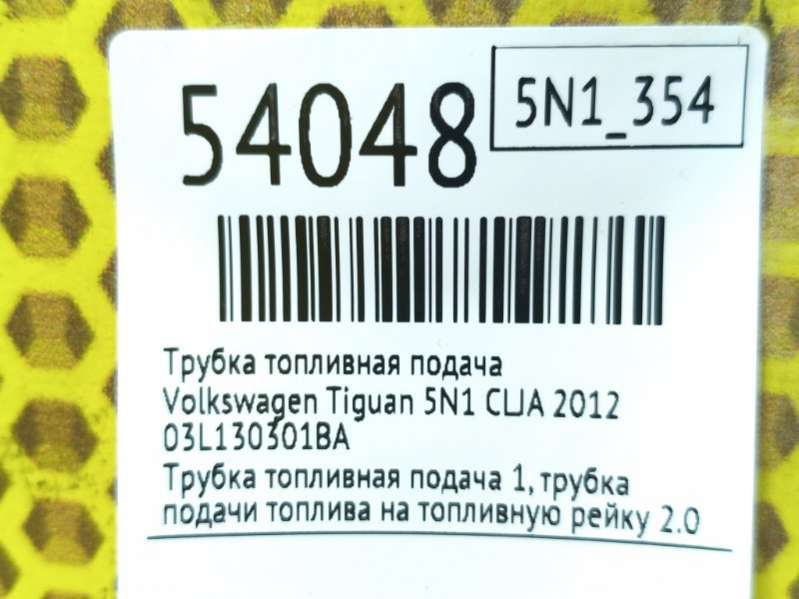 54048
5N1_354
Трубка топливная подача
Volkswagen Tiguan 5N1 CLJA 2012
03L130301BA
Трубка топливная подача 1, трубка
подачи топлива на топливную рейку 2.0